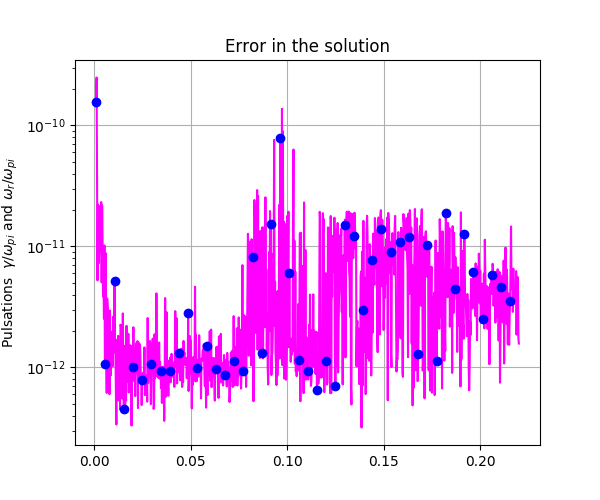 Error in the solution
Pulsations γ/ω_pi and ω_r/ω_pi
10⁻¹⁰
10⁻¹¹
10⁻¹²
0.00 0.05 0.10 0.15 0.20